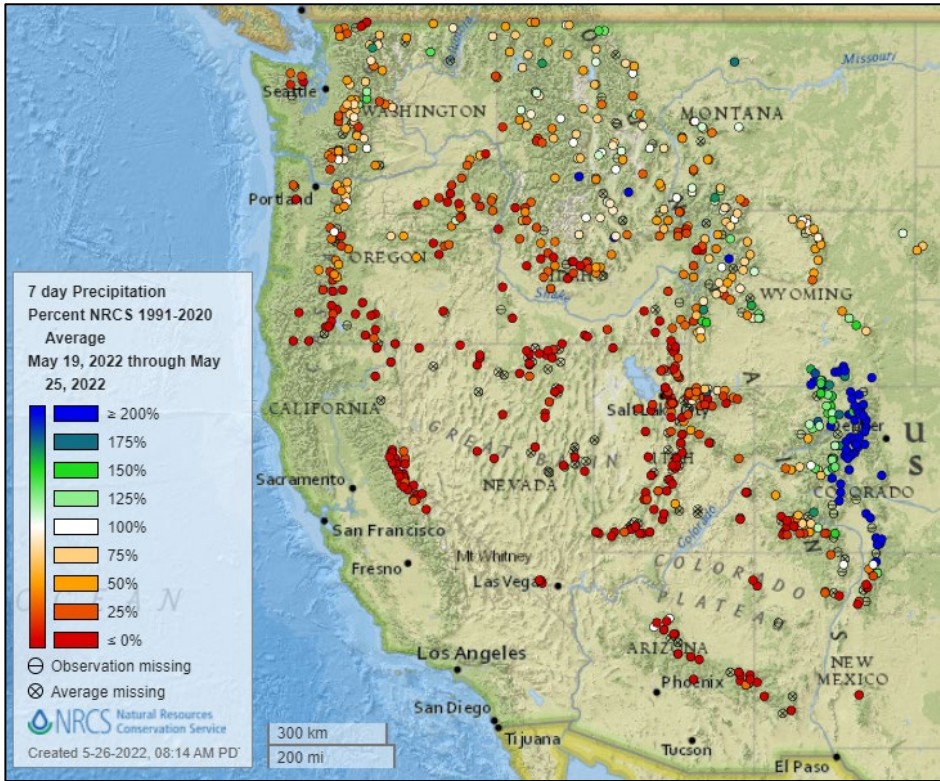 Seattle
WASHINGTON
MONTANA
Missouri
Portland
OREGON
IDAHO
Snake
WYOMING
7 day Precipitation
Percent NRCS 1991-2020
Average
May 19, 2022 through May
25, 2022
≥ 200%
175%
150%
125%
100%
75%
50%
25%
≤ 0%
Observation missing
Average missing
NRCS Natural Resources
Conservation Service
Created 5-26-2022, 08:14 AM PD
CALIFORNIA
Salt Lake City
GREAT BASIN
UTAH
Denver
US
NEVADA
COLORADO
Sacramento
San Francisco
Colorado
Mt Whitney
Fresno
Las Vegas
COLORADO
PLATEAU
OCEAN
ARIZONA
Los Angeles
NEW
MEXICO
Phoenix
San Diego
Tijuana
Tucson
El Paso
300 km
200 mi